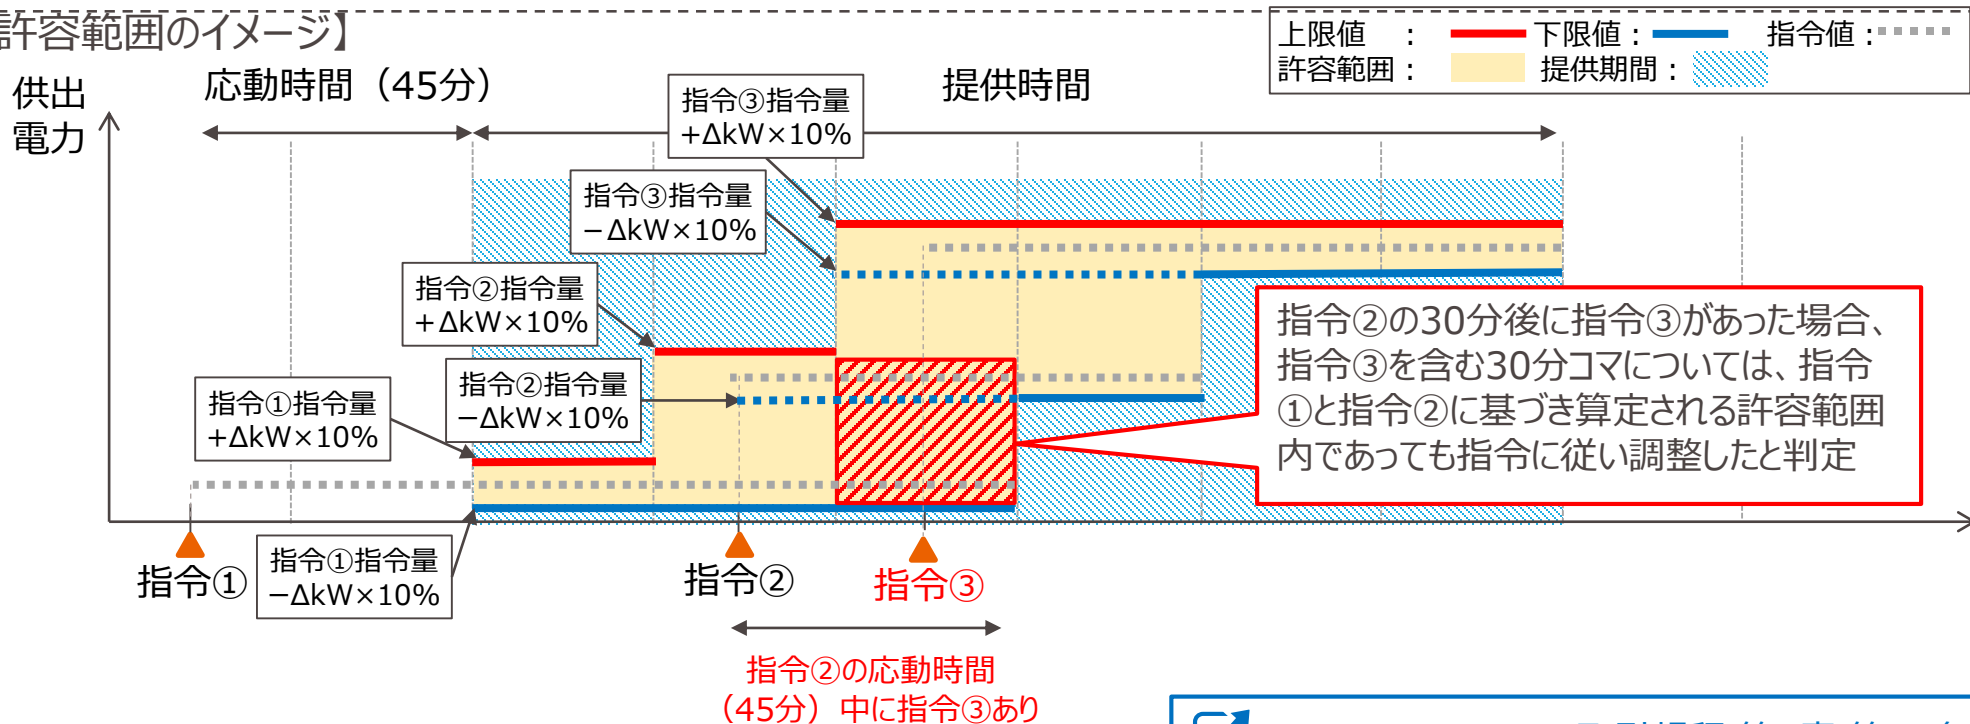 許容範囲のイメージ】
上限値 : 下限値: 指令値:
許容範囲: 提供期間:
供出
電力
応動時間（45分）
提供時間
指令③指令量
+ΔkW×10%
指令③指令量
−ΔkW×10%
指令②指令量
+ΔkW×10%
指令②指令量
−ΔkW×10%
指令①指令量
+ΔkW×10%
指令①指令量
−ΔkW×10%
指令②の30分後に指令③があった場合、
指令③を含む30分コマについては、指令
①と指令②に基づき算定される許容範囲
内であっても指令に従い調整したと判定
指令①
指令②
指令③
指令②の応動時間
（45分）中に指令③あり